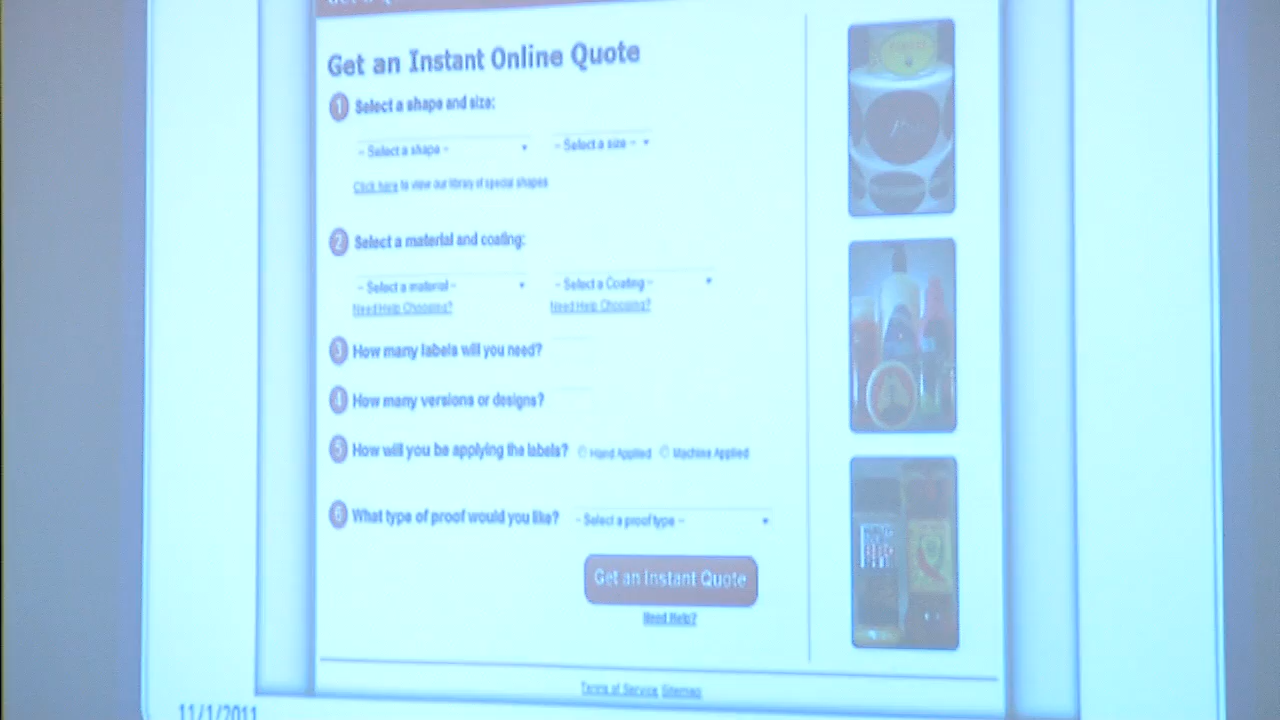 Get an Instant Online Quote
1 Select a shape and size:
- Select a shape - - Select a size -
Click here to view our library of special shapes
2 Select a material and coating:
- Select a material - - Select a Coating -
Need Help Choosing? Need Help Choosing?
3 How many labels will you need?
4 How many versions or designs?
5 How will you be applying the labels? Hand Applied Machine Applied
6 What type of proof would you like? - Select a proof type -
Get an Instant Quote
Need Help?
Terms of Service Sitemap
11/1/2011